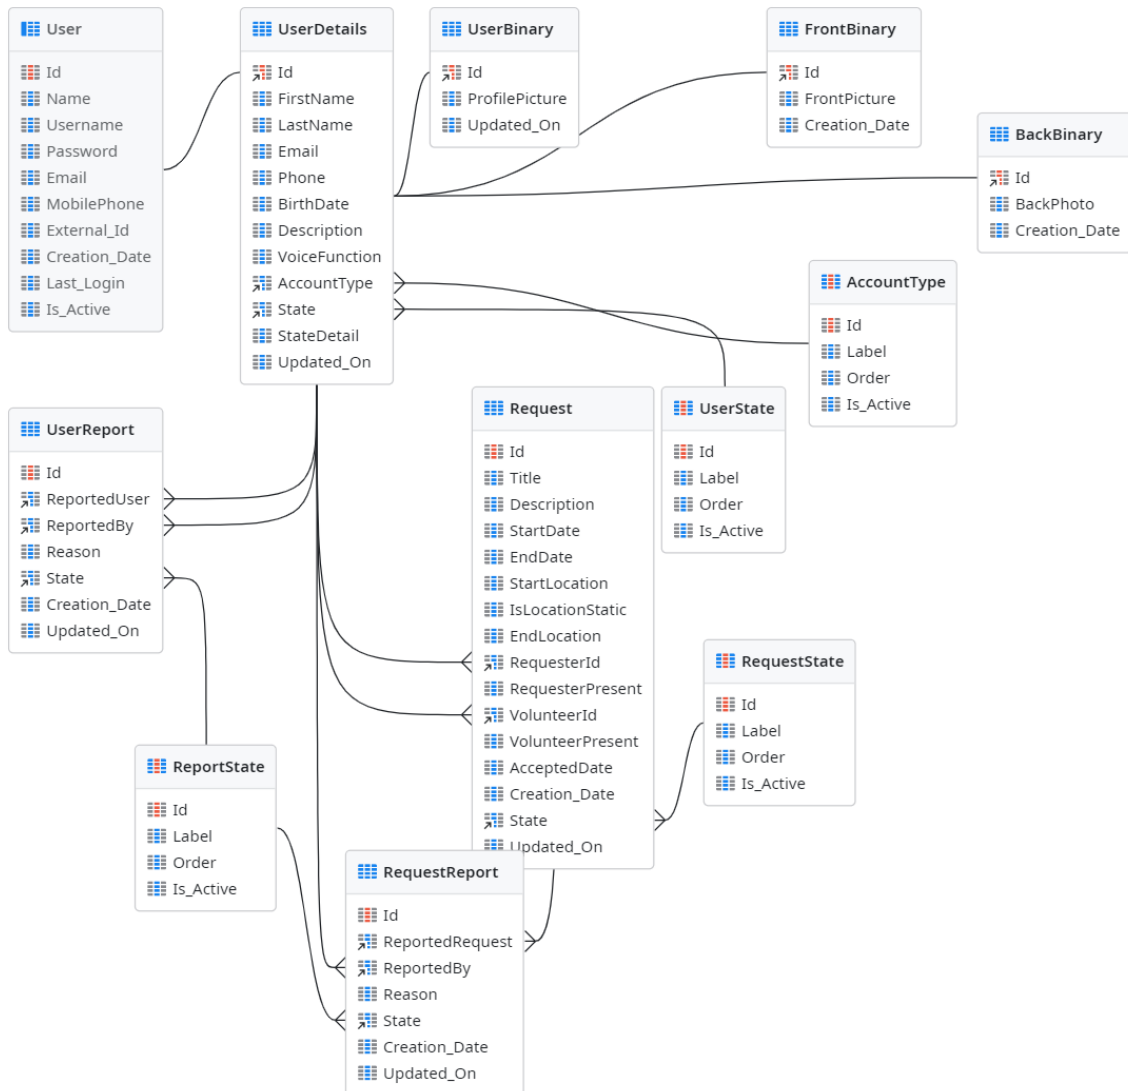 User
Id
Name
Username
Password
Email
MobilePhone
External_Id
Creation_Date
Last_Login
Is_Active
UserDetails
Id
FirstName
LastName
Email
Phone
BirthDate
Description
VoiceFunction
AccountType
State
StateDetail
Updated_On
UserBinary
Id
ProfilePicture
Updated_On
FrontBinary
Id
FrontPicture
Creation_Date
BackBinary
Id
BackPhoto
Creation_Date
AccountType
Id
Label
Order
Is_Active
UserReport
Id
ReportedUser
ReportedBy
Reason
State
Creation_Date
Updated_On
Request
Id
Title
Description
StartDate
EndDate
StartLocation
IsLocationStatic
EndLocation
RequesterId
RequesterPresent
VolunteerId
VolunteerPresent
AcceptedDate
Creation_Date
State
Updated_On
UserState
Id
Label
Order
Is_Active
RequestState
Id
Label
Order
Is_Active
ReportState
Id
Label
Order
Is_Active
RequestReport
Id
ReportedRequest
ReportedBy
Reason
State
Creation_Date
Updated_On